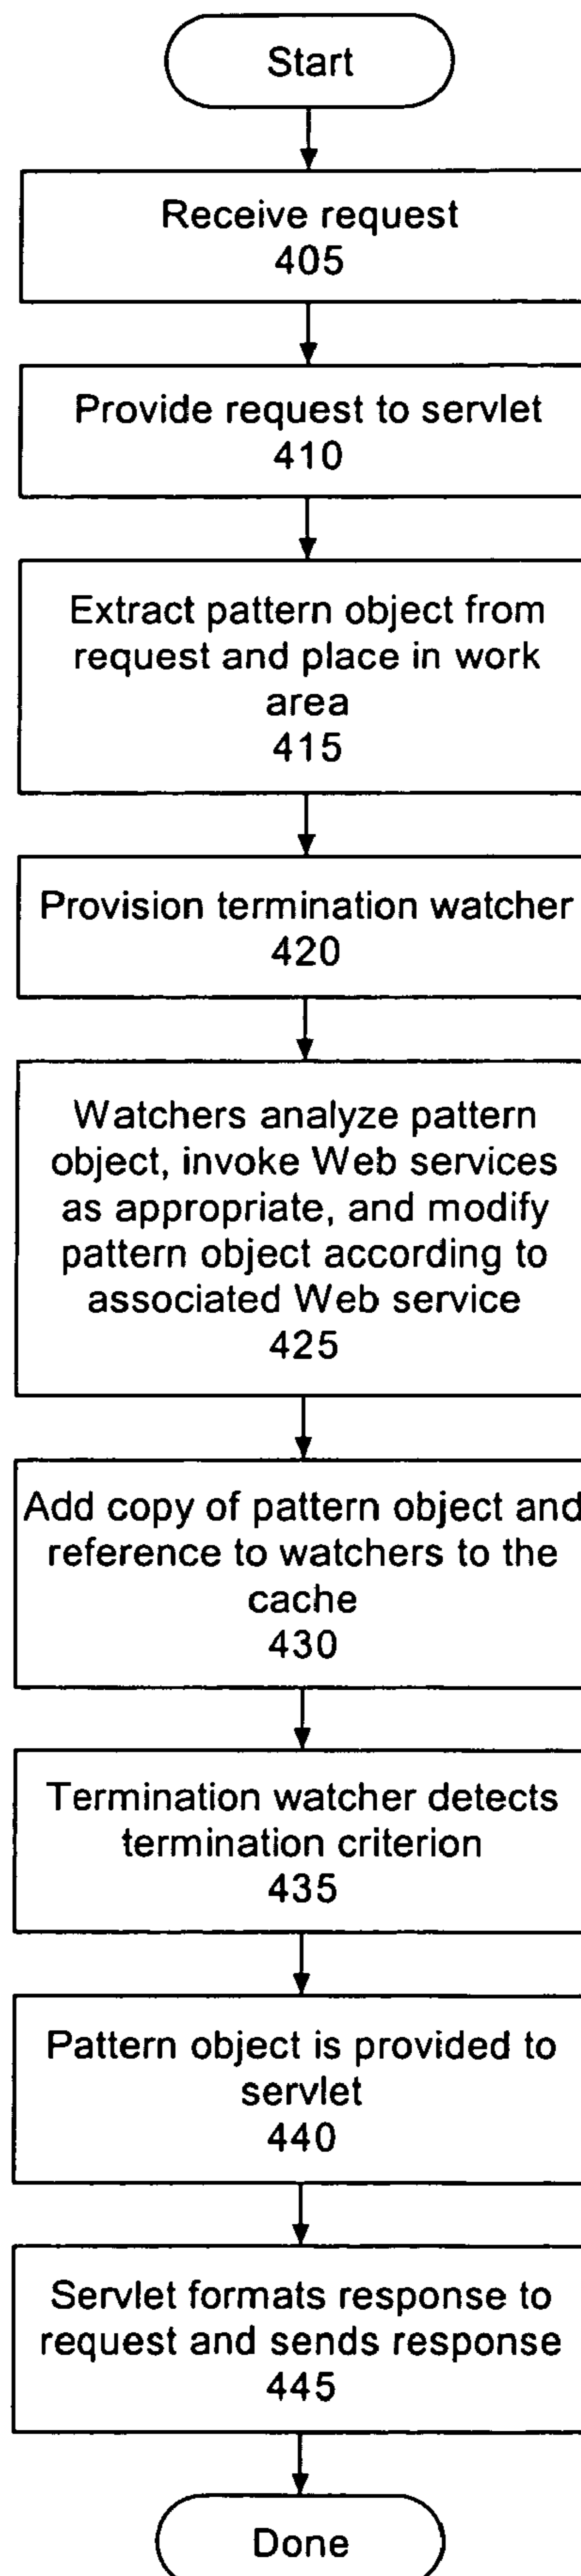 Start
Receive request
405
Provide request to servlet
410
Extract pattern object from
request and place in work
area
415
Provision termination watcher
420
Watchers analyze pattern
object, invoke Web services
as appropriate, and modify
pattern object according to
associated Web service
425
Add copy of pattern object and
reference to watchers to the
cache
430
Termination watcher detects
termination criterion
435
Pattern object is provided to
servlet
440
Servlet formats response to
request and sends response
445
Done